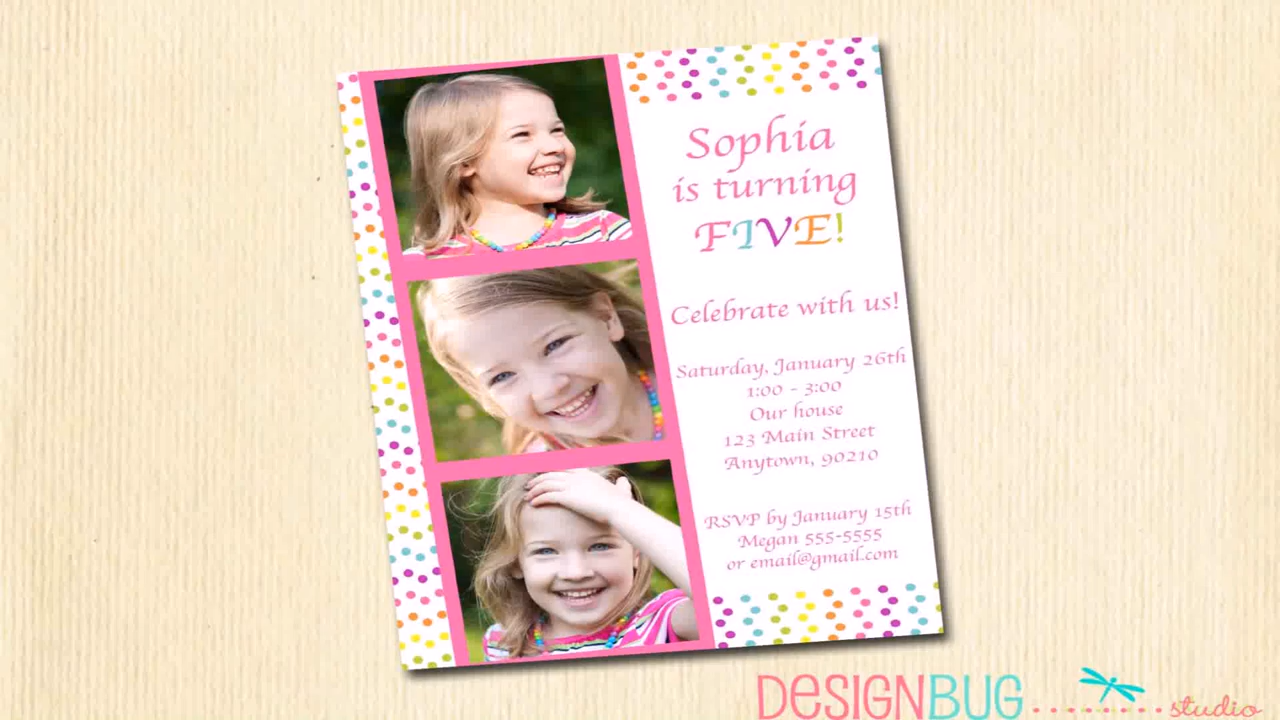 Sophia
is turning
FIVE!
Celebrate with us!
Saturday, January 26th
1:00 - 3:00
Our house
123 Main Street
Anytown, 90210
RSVP by January 15th
Megan 555-5555
or email@gmail.com
DESIGNBUG.........studio